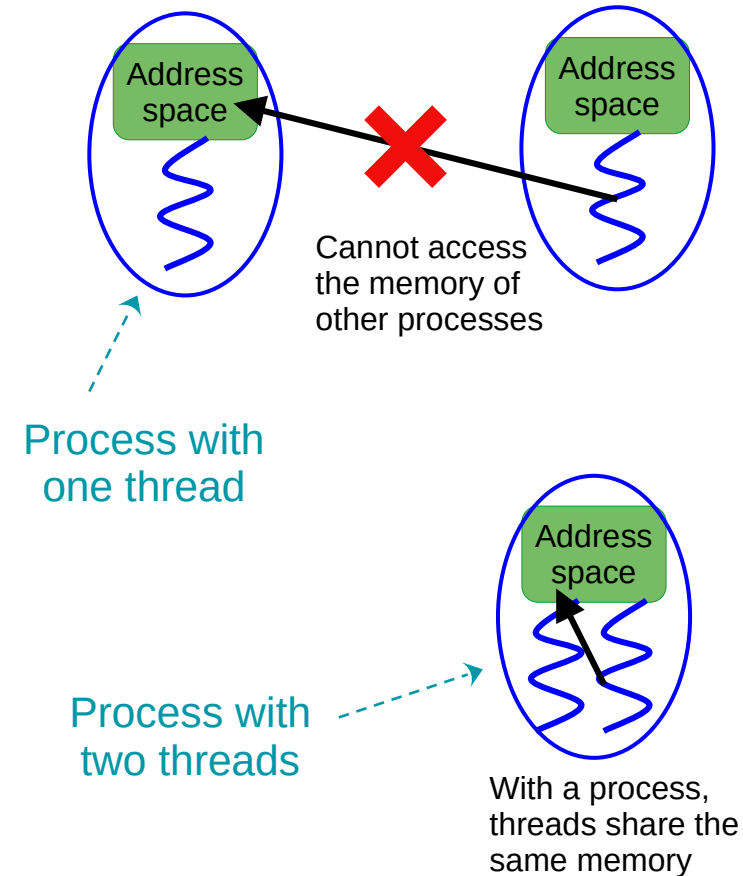 Address
space
Address
space
Cannot access
the memory of
other processes
Process with
one thread
Address
space
Process with
two threads
With a process,
threads share the
same memory